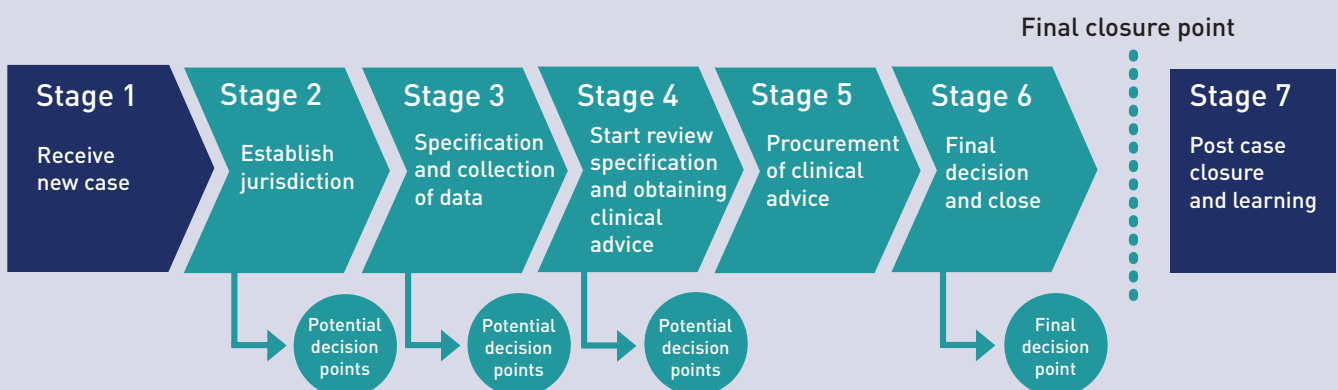 Final closure point
Stage 1
Receive
new case
Stage 2
Establish
jurisdiction
Stage 3
Specification
and collection
of data
Stage 4
Start review
specification
and obtaining
clinical
advice
Stage 5
Procurement
of clinical
advice
Stage 6
Final
decision
and close
Stage 7
Post case
closure
and learning
Potential
decision
points
Potential
decision
points
Potential
decision
points
Final
decision
point